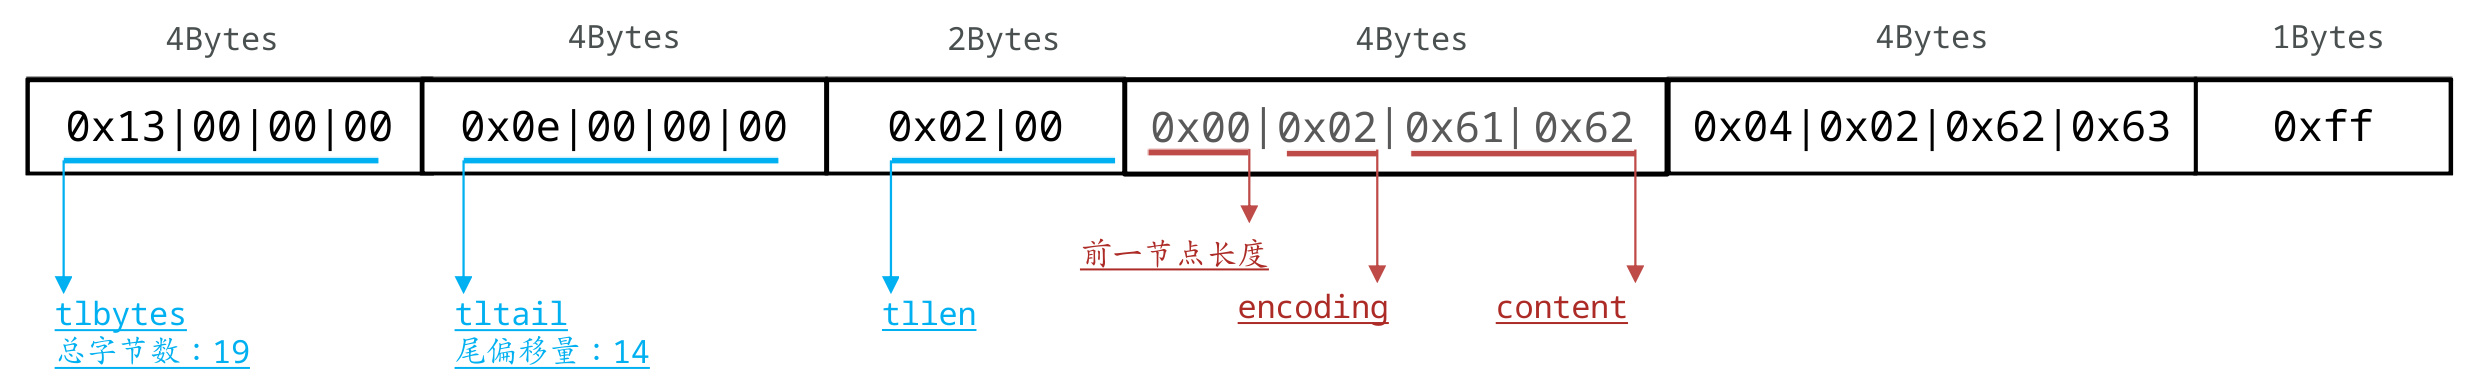 4Bytes 4Bytes 2Bytes 4Bytes 4Bytes 1Bytes
0x13|00|00|00 0x0e|00|00|00 0x02|00 0x00|0x02|0x61|0x62 0x04|0x02|0x62|0x63 0xff
前一节点长度
tlbytes tltail tllen encoding content
总字节数：19 尾偏移量：14